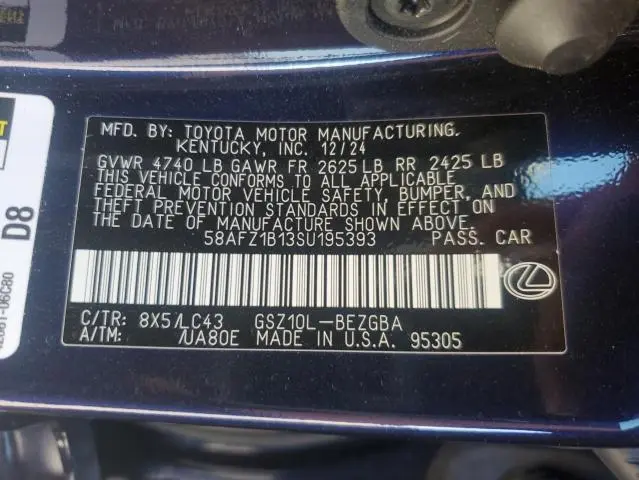 MFD. BY: TOYOTA MOTOR MANUFACTURING,
KENTUCKY, INC. 12/24
GVWR 4740 LB GAWR FR 2625 LB RR 2425 LB
THIS VEHICLE CONFORMS TO ALL APPLICABLE
FEDERAL MOTOR VEHICLE SAFETY, BUMPER, AND
THEFT PREVENTION STANDARDS IN EFFECT ON
THE DATE OF MANUFACTURE SHOWN ABOVE.
58AFZ1B13SU195393 PASS. CAR
C/TR: 8X5/LC43 GSZ10L-BEZGBA
A/TM: /UA80E MADE IN U.S.A. 95305
D8